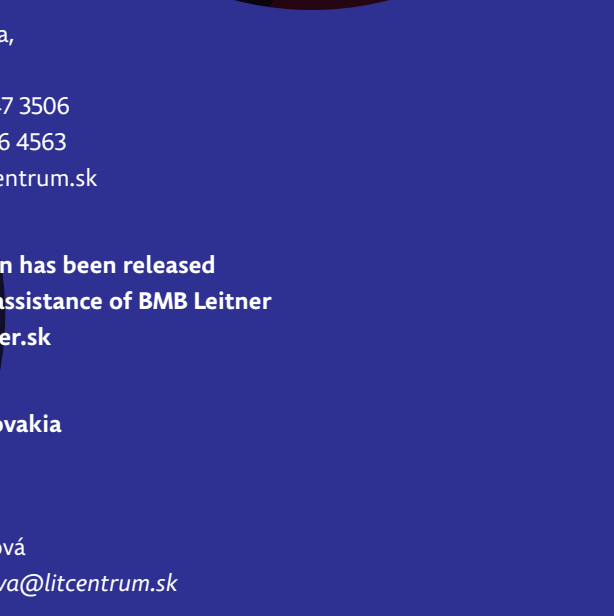 a,
7 3506
6 4563
entrum.sk
n has been released
assistance of BMB Leitner
er.sk
ovakia
ová
va@litcentrum.sk